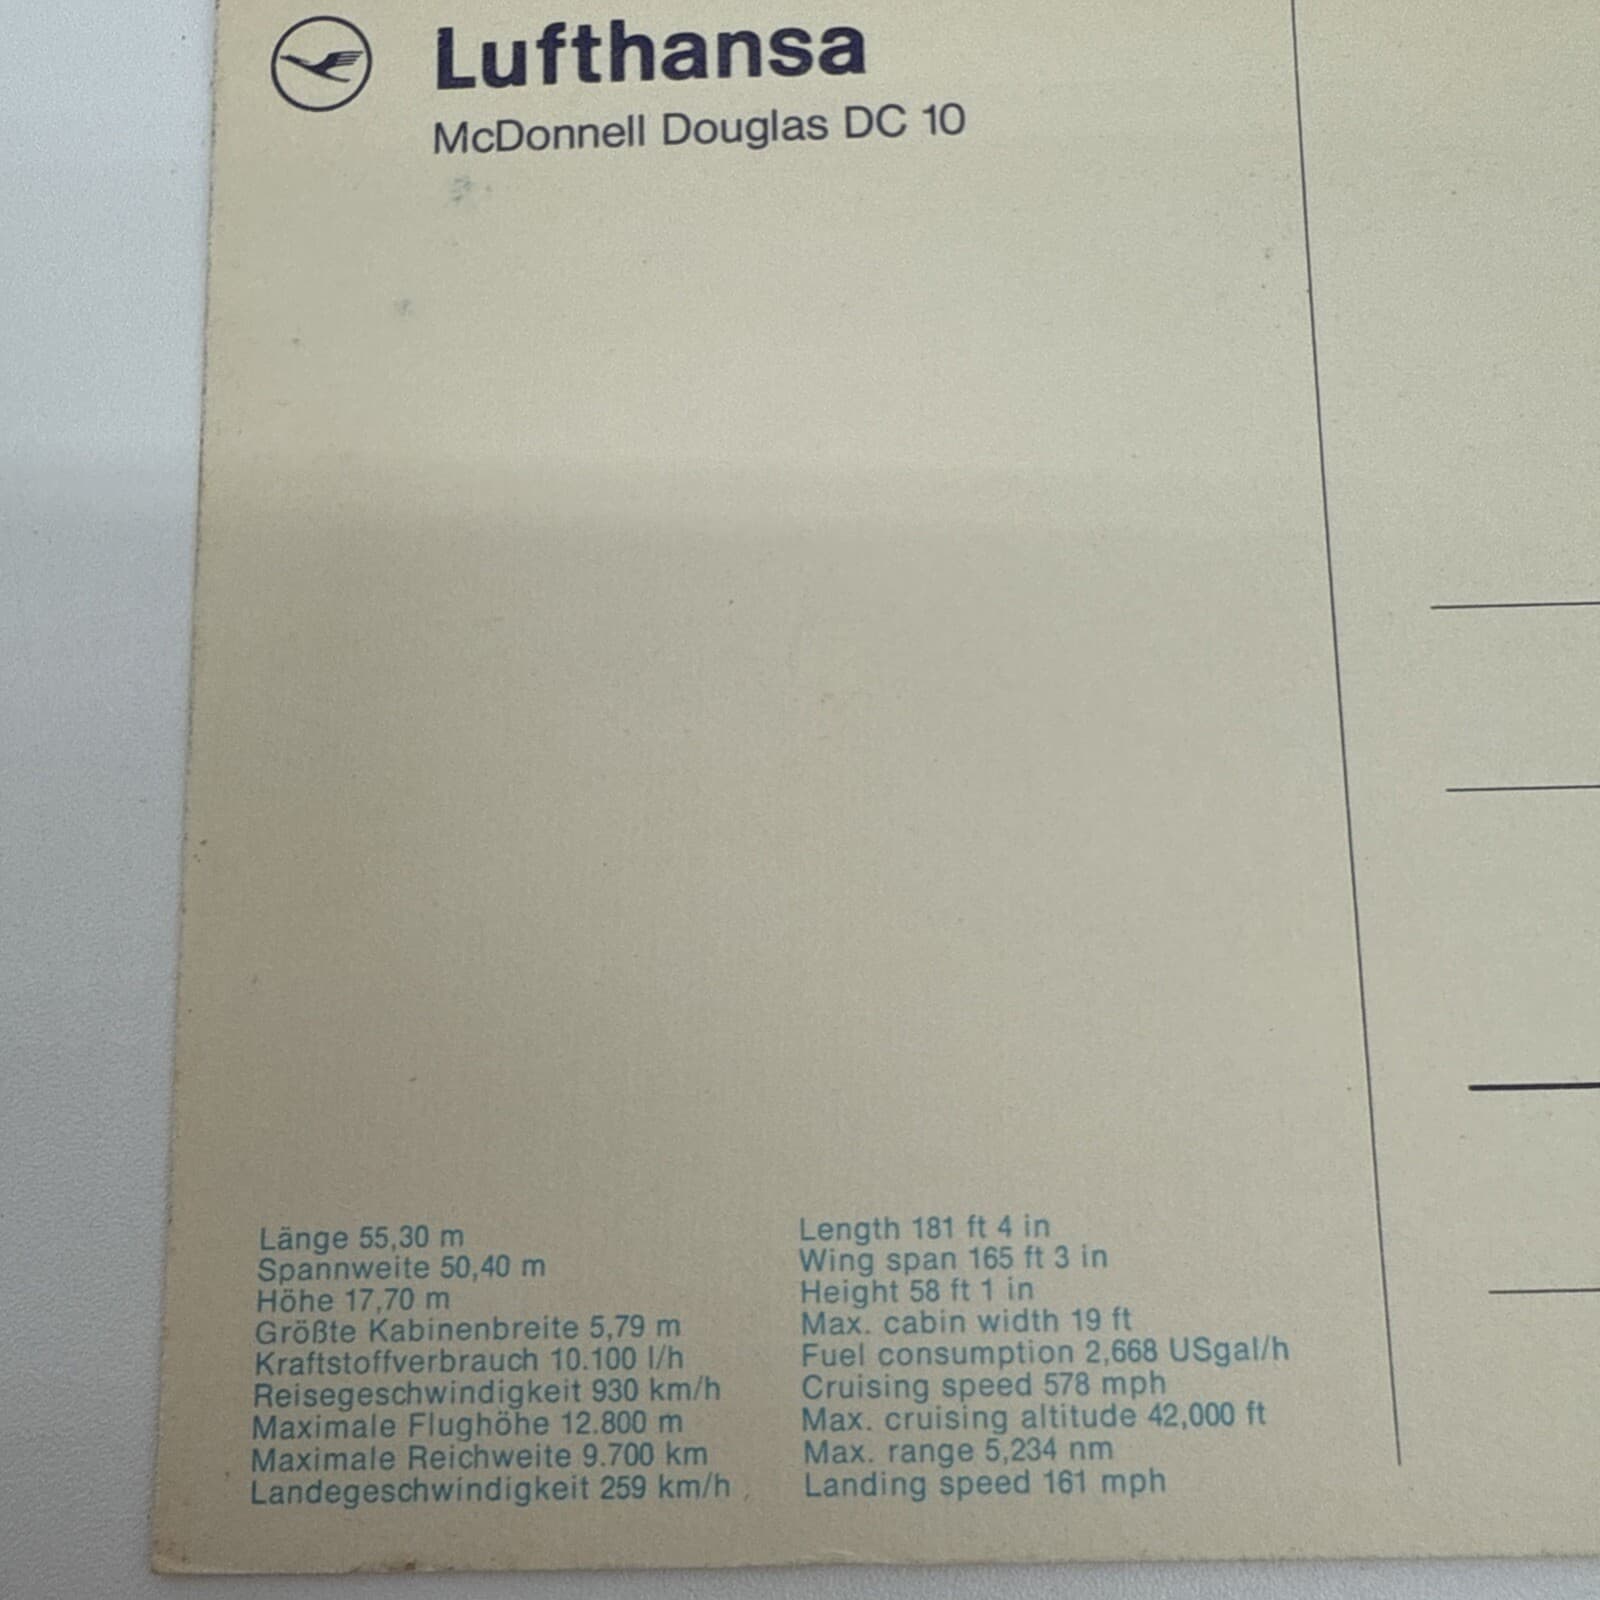 Lufthansa
McDonnell Douglas DC 10
Länge 55,30 m
Spannweite 50,40 m
Höhe 17,70 m
Größte Kabinenbreite 5,79 m
Kraftstoffverbrauch 10.100 l/h
Reisegeschwindigkeit 930 km/h
Maximale Flughöhe 12.800 m
Maximale Reichweite 9.700 km
Landegeschwindigkeit 259 km/h
Length 181 ft 4 in
Wing span 165 ft 3 in
Height 58 ft 1 in
Max. cabin width 19 ft
Fuel consumption 2,668 USgal/h
Cruising speed 578 mph
Max. cruising altitude 42,000 ft
Max. range 5,234 nm
Landing speed 161 mph